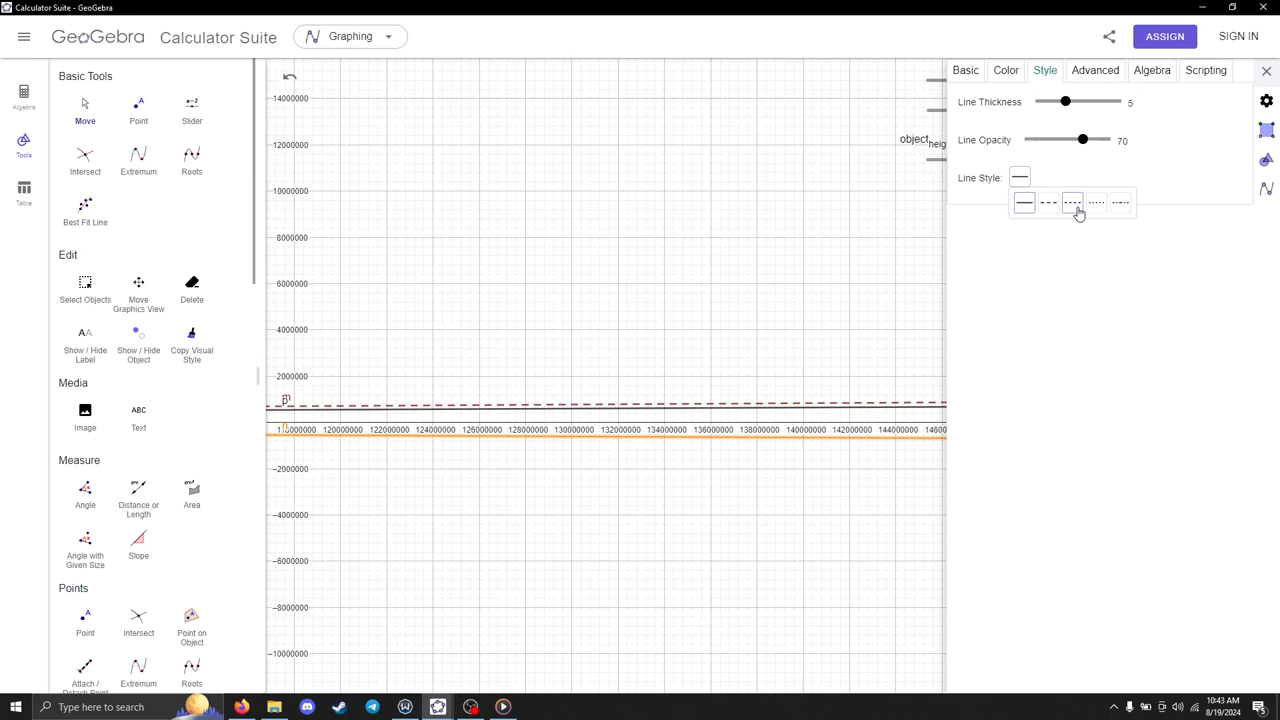 Calculator Suite - GeoGebra
GeoGebra Calculator Suite Graphing ASSIGN SIGN IN
Algebra
Tools
Table
Basic Tools
Move Point Slider
a=2
Intersect Extremum Roots
Best Fit Line
Edit
Select Objects Move Graphics View Delete
AA
Show / Hide Label Show / Hide Object Copy Visual Style
Media
ABC
Image Text
Measure
cm
Angle Distance or Length Area
Angle with Given Size Slope
Points
Point Intersect Point on Object
Attach / Detach Point Extremum Roots
14000000
12000000
10000000
8000000
6000000
4000000
2000000
−2000000
−4000000
−6000000
−8000000
−10000000
120000000 122000000 124000000 126000000 128000000 130000000 132000000 134000000 136000000 138000000 140000000 142000000 144000000 1460
object heig
Basic Color Style Advanced Algebra Scripting
Line Thickness 5
Line Opacity 70
Line Style:
Type here to search
10:43 AM
8/19/2024